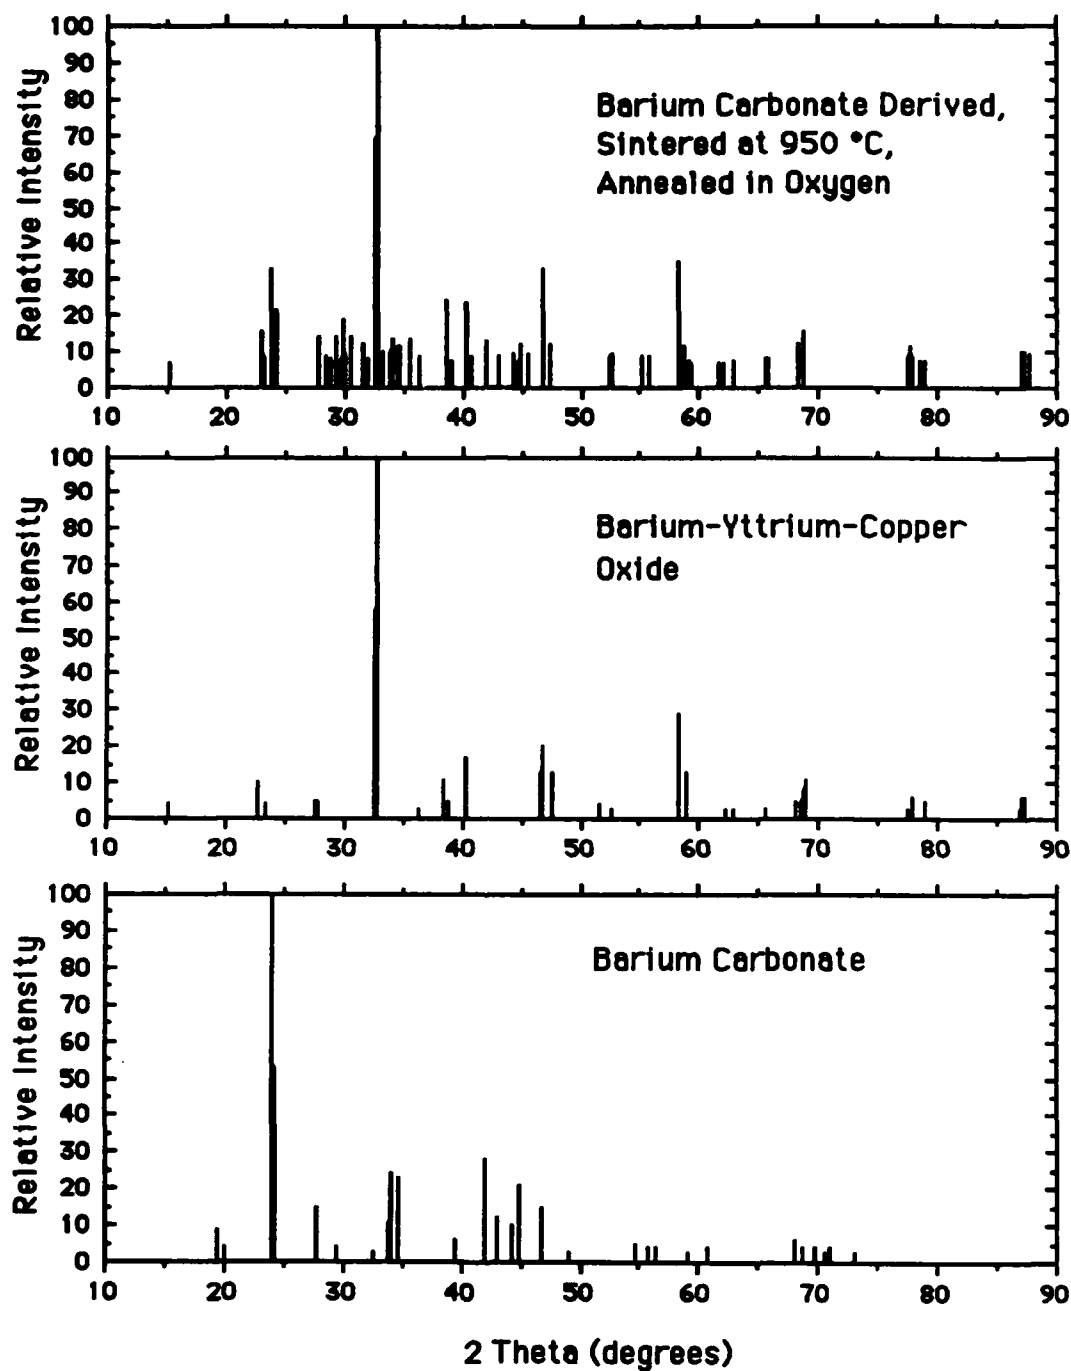 100
90
80
70
60
50
40
30
20
10
0
Relative Intensity
Barium Carbonate Derived,
Sintered at 950 °C,
Annealed in Oxygen
10 20 30 40 50 60 70 80 90
100
90
80
70
60
50
40
30
20
10
0
Relative Intensity
Barium-Yttrium-Copper
Oxide
10 20 30 40 50 60 70 80 90
100
90
80
70
60
50
40
30
20
10
0
Relative Intensity
Barium Carbonate
10 20 30 40 50 60 70 80 90
2 Theta (degrees)